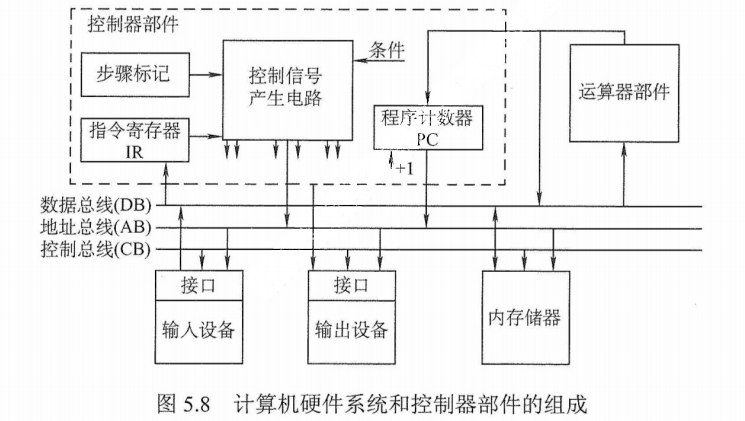 控制器部件
步骤标记
控制信号
产生电路
条件
指令寄存器
IR
程序计数器
PC
+1
运算器部件
数据总线(DB)
地址总线(AB)
控制总线(CB)
接口
输入设备
接口
输出设备
内存储器
图 5.8 计算机硬件系统和控制器部件的组成